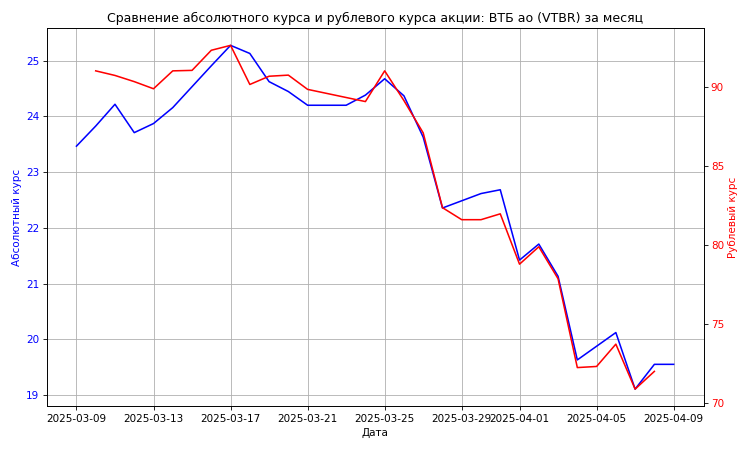 Сравнение абсолютного курса и рублевого курса акции: ВТБ ао (VTBR) за месяц
Абсолютный курс
25
24
23
22
21
20
19
90
85
80
75
70
Рублевый курс
2025-03-09 2025-03-13 2025-03-17 2025-03-21 2025-03-25 2025-03-29 2025-04-01 2025-04-05 2025-04-09
Дата